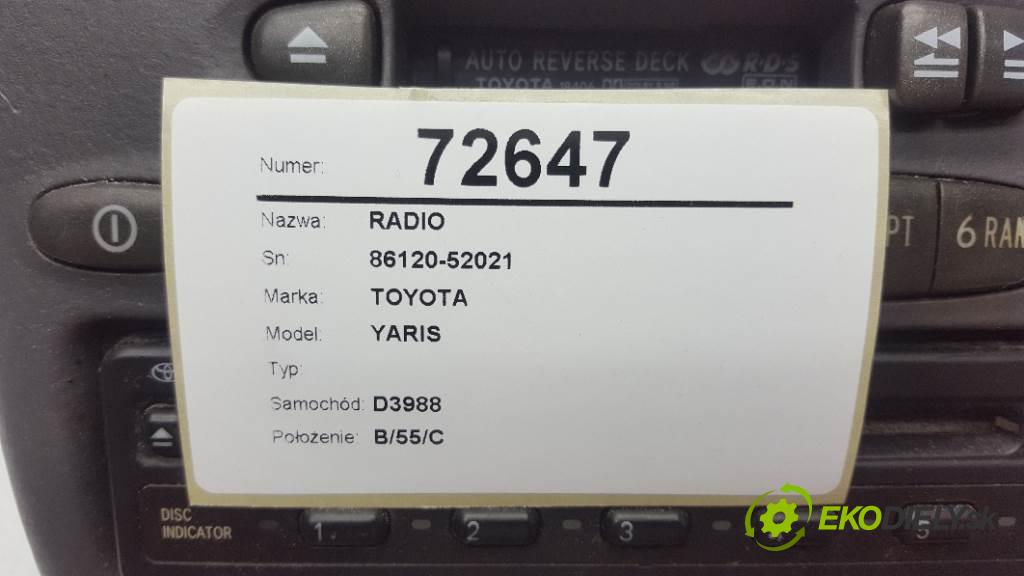 AUTO REVERSE DECK R·D·S
TOYOTA
Numer: 72647
Nazwa: RADIO
Sn: 86120-52021
Marka: TOYOTA
Model: YARIS
Typ:
Samochód: D3988
Położenie: B/55/C
PT
6 RAN
DISC
INDICATOR
1
2
3
5
EKODIELY.sk